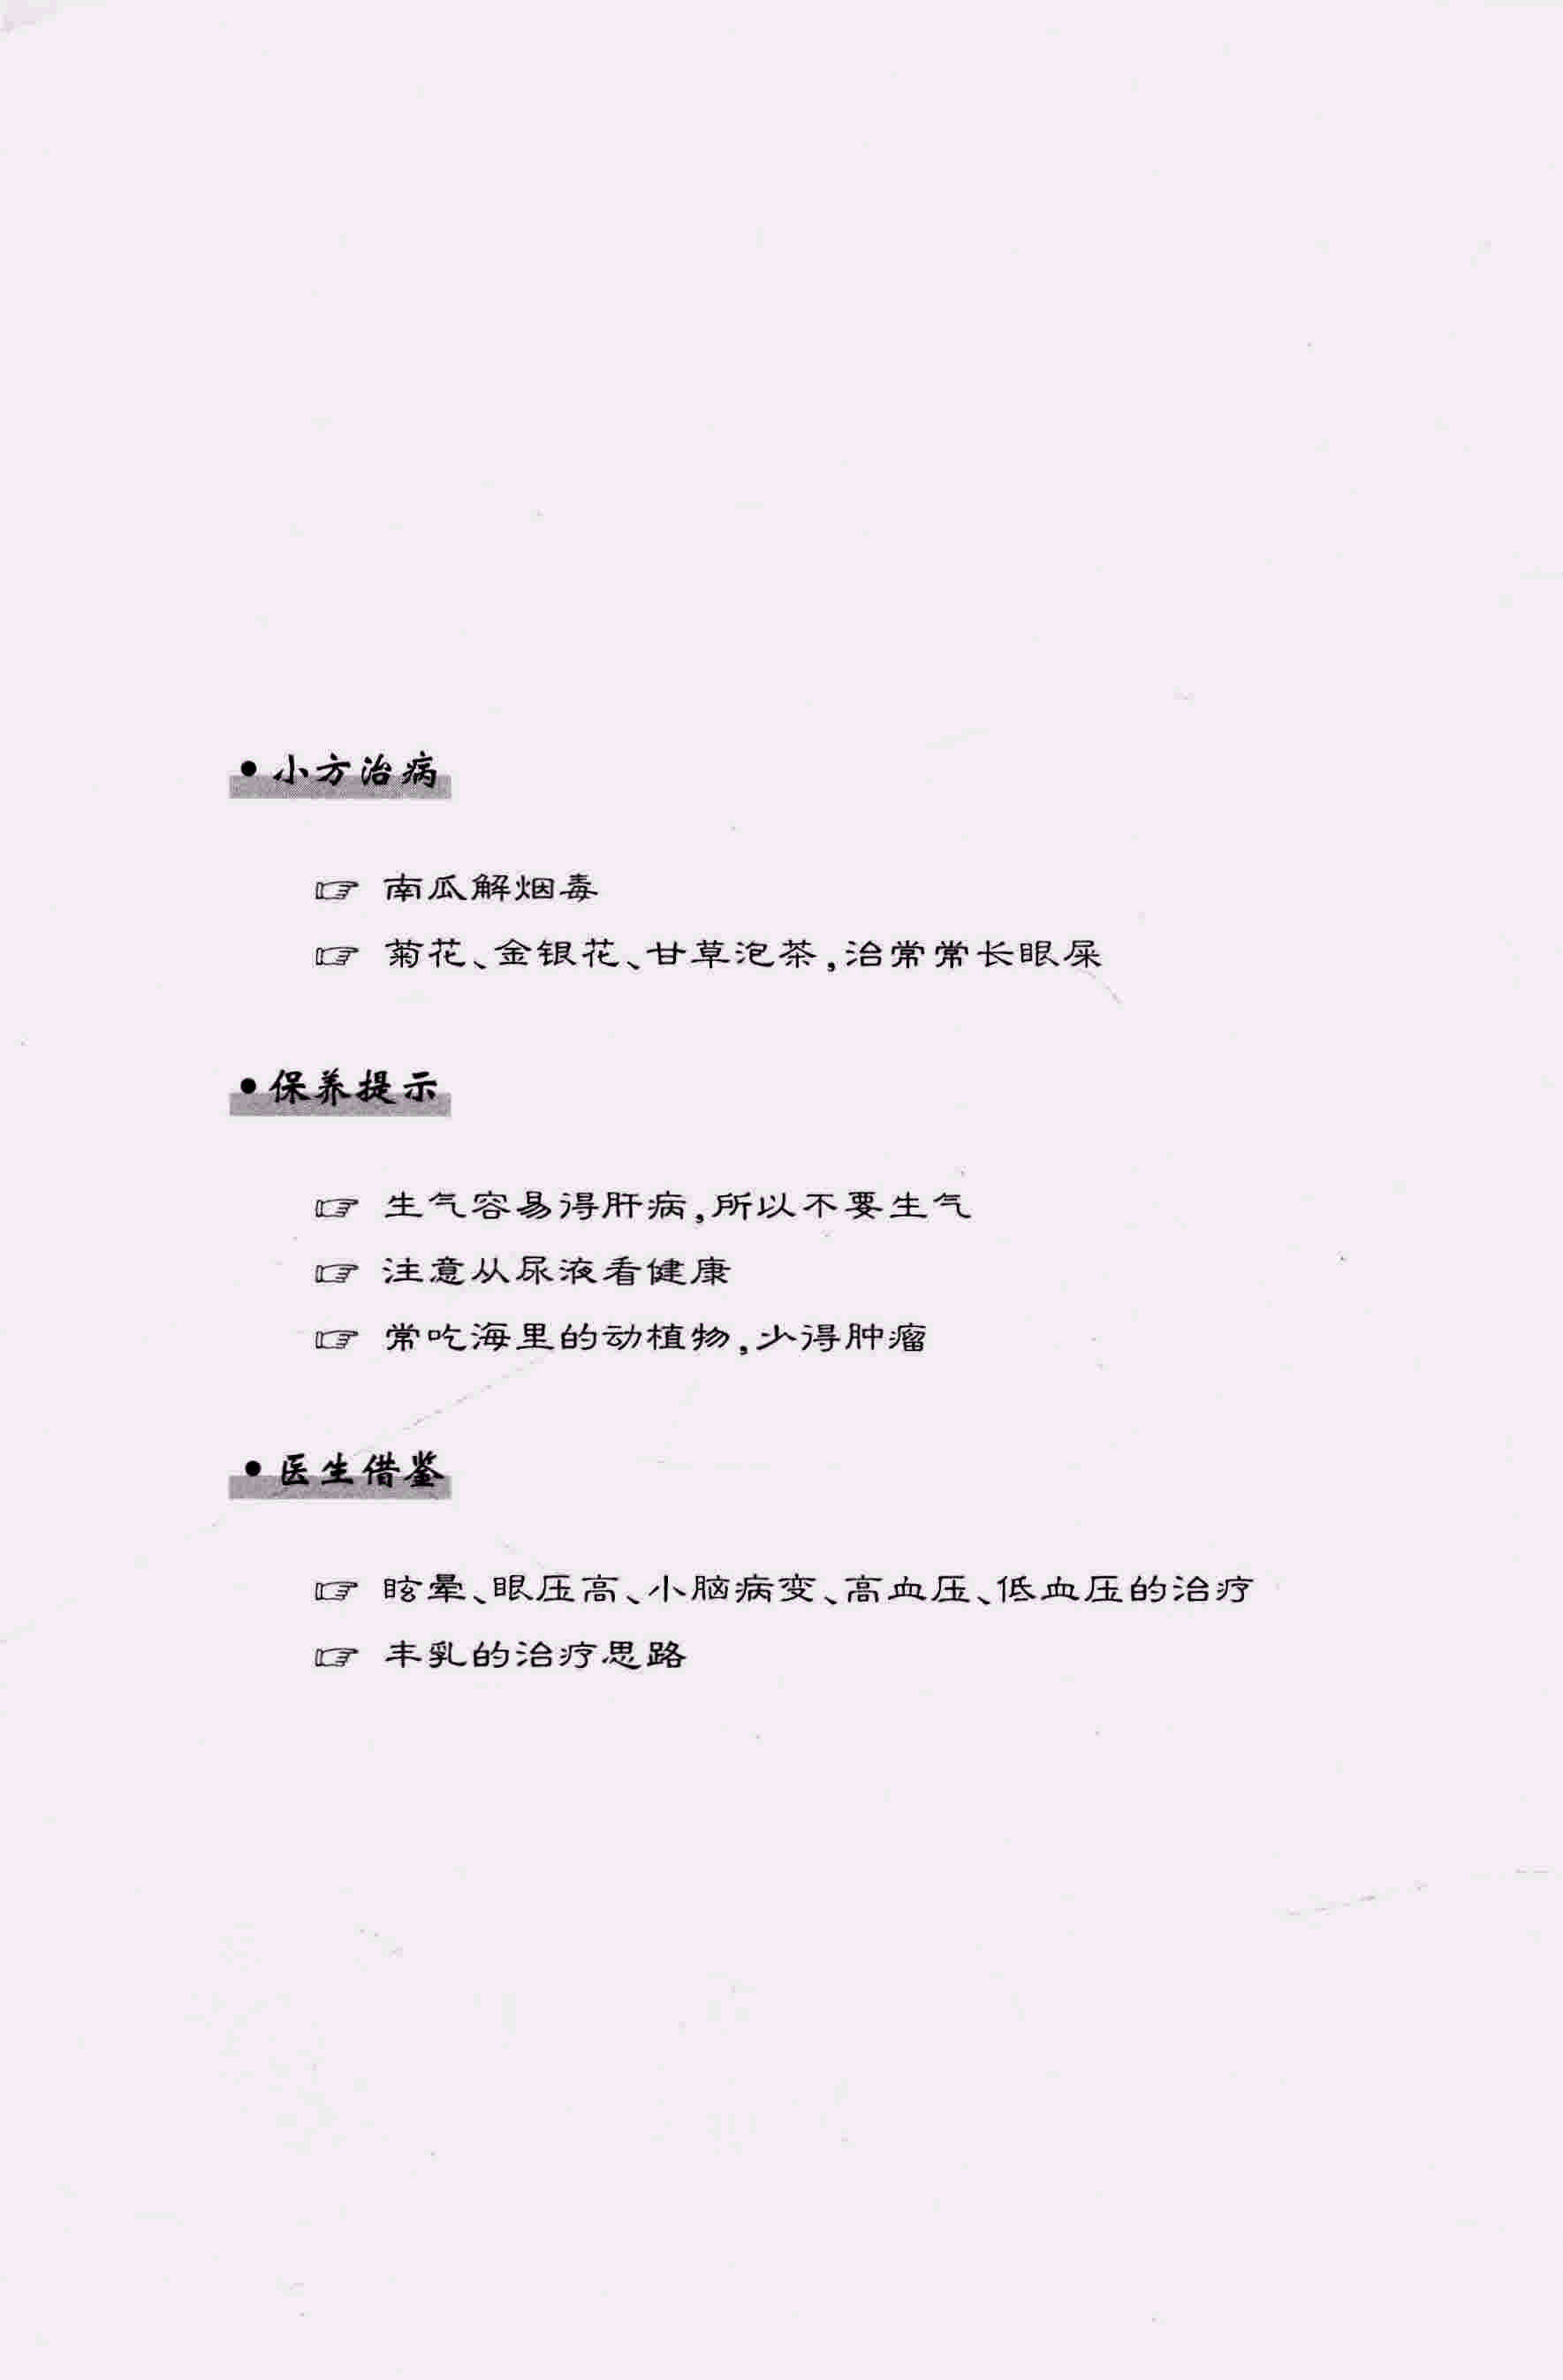 •小方治病
☞ 南瓜解烟毒
☞ 菊花、金银花、甘草泡茶,治常常长眼屎
•保养提示
☞ 生气容易得肝病,所以不要生气
☞ 注意从尿液看健康
☞ 常吃海里的动植物,少得肿瘤
•医生借鉴
☞ 眩晕、眼压高、小脑病变、高血压、低血压的治疗
☞ 丰乳的治疗思路